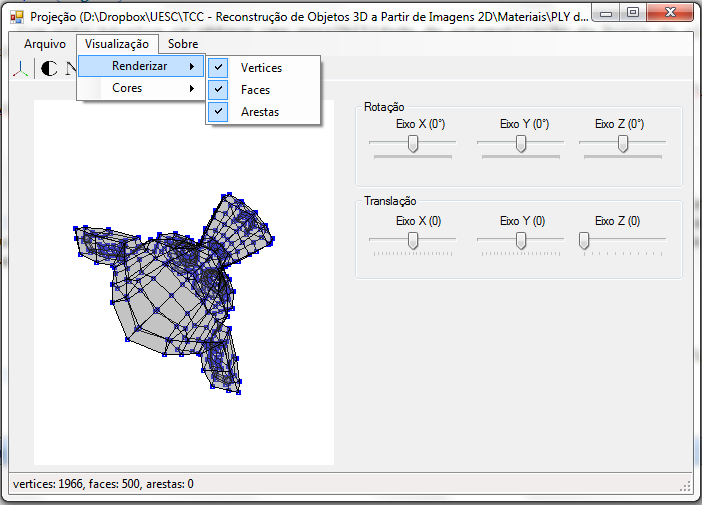 Projeção (D:\Dropbox\UESC\TCC - Reconstrução de Objetos 3D a Partir de Imagens 2D\Materiais\PLY d...
Arquivo Visualização Sobre
Renderizar
Cores
Vertices
Faces
Arestas
Rotação
Eixo X (0°) Eixo Y (0°) Eixo Z (0°)
Translação
Eixo X (0) Eixo Y (0) Eixo Z (0)
vertices: 1966, faces: 500, arestas: 0